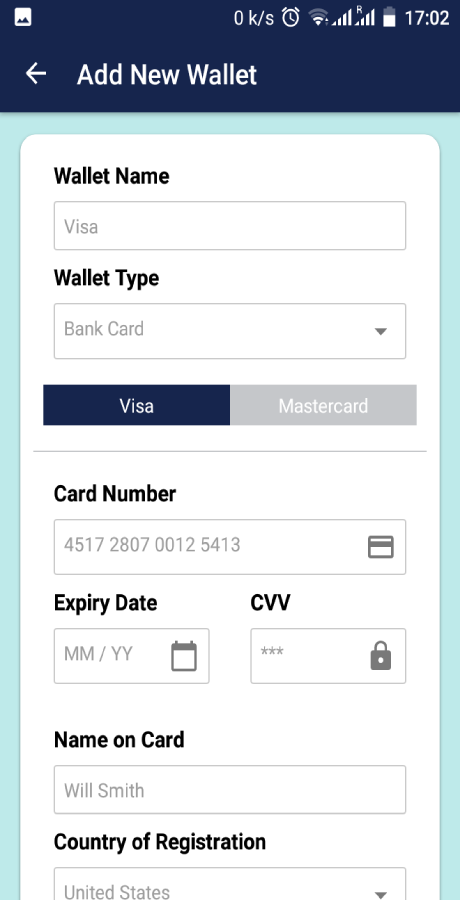 0 k/s R 17:02
Add New Wallet
Wallet Name
Visa
Wallet Type
Bank Card
Visa Mastercard
Card Number
4517 2807 0012 5413
Expiry Date CVV
MM / YY ***
Name on Card
Will Smith
Country of Registration
United States